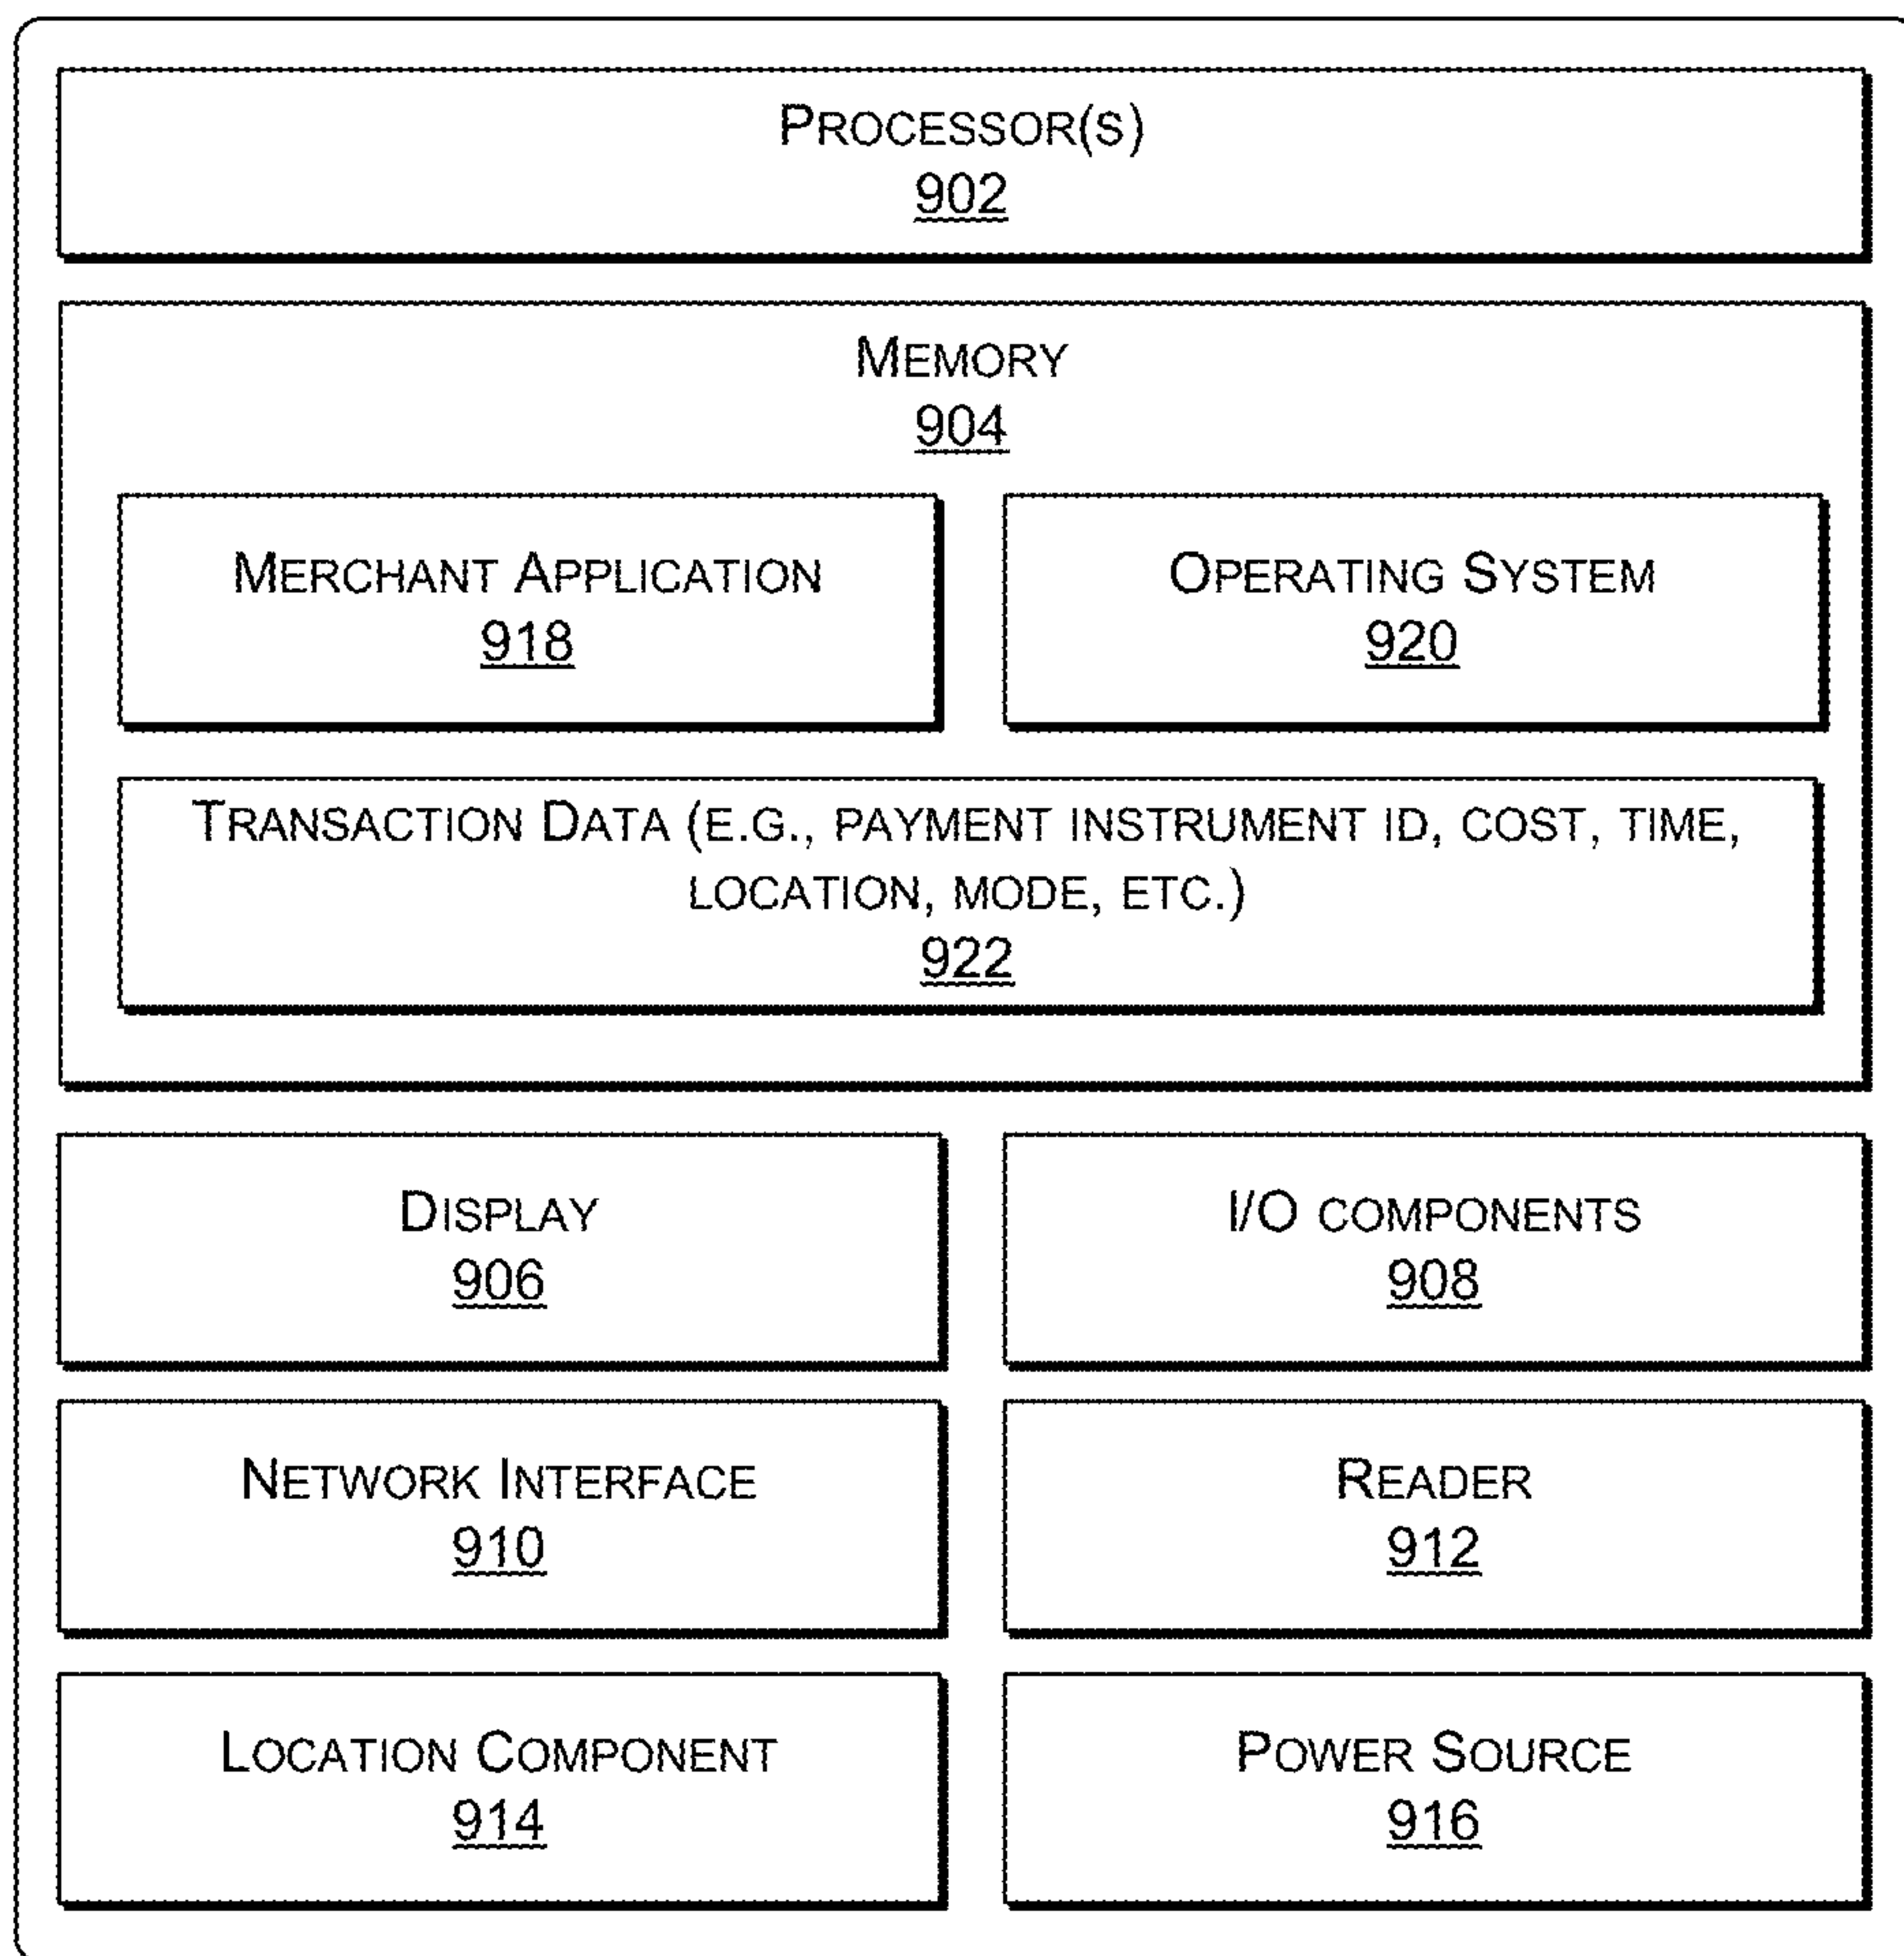 PROCESSOR(S)
902
MEMORY
904
MERCHANT APPLICATION
918
OPERATING SYSTEM
920
TRANSACTION DATA (E.G., PAYMENT INSTRUMENT ID, COST, TIME,
LOCATION, MODE, ETC.)
922
DISPLAY
906
I/O COMPONENTS
908
NETWORK INTERFACE
910
READER
912
LOCATION COMPONENT
914
POWER SOURCE
916